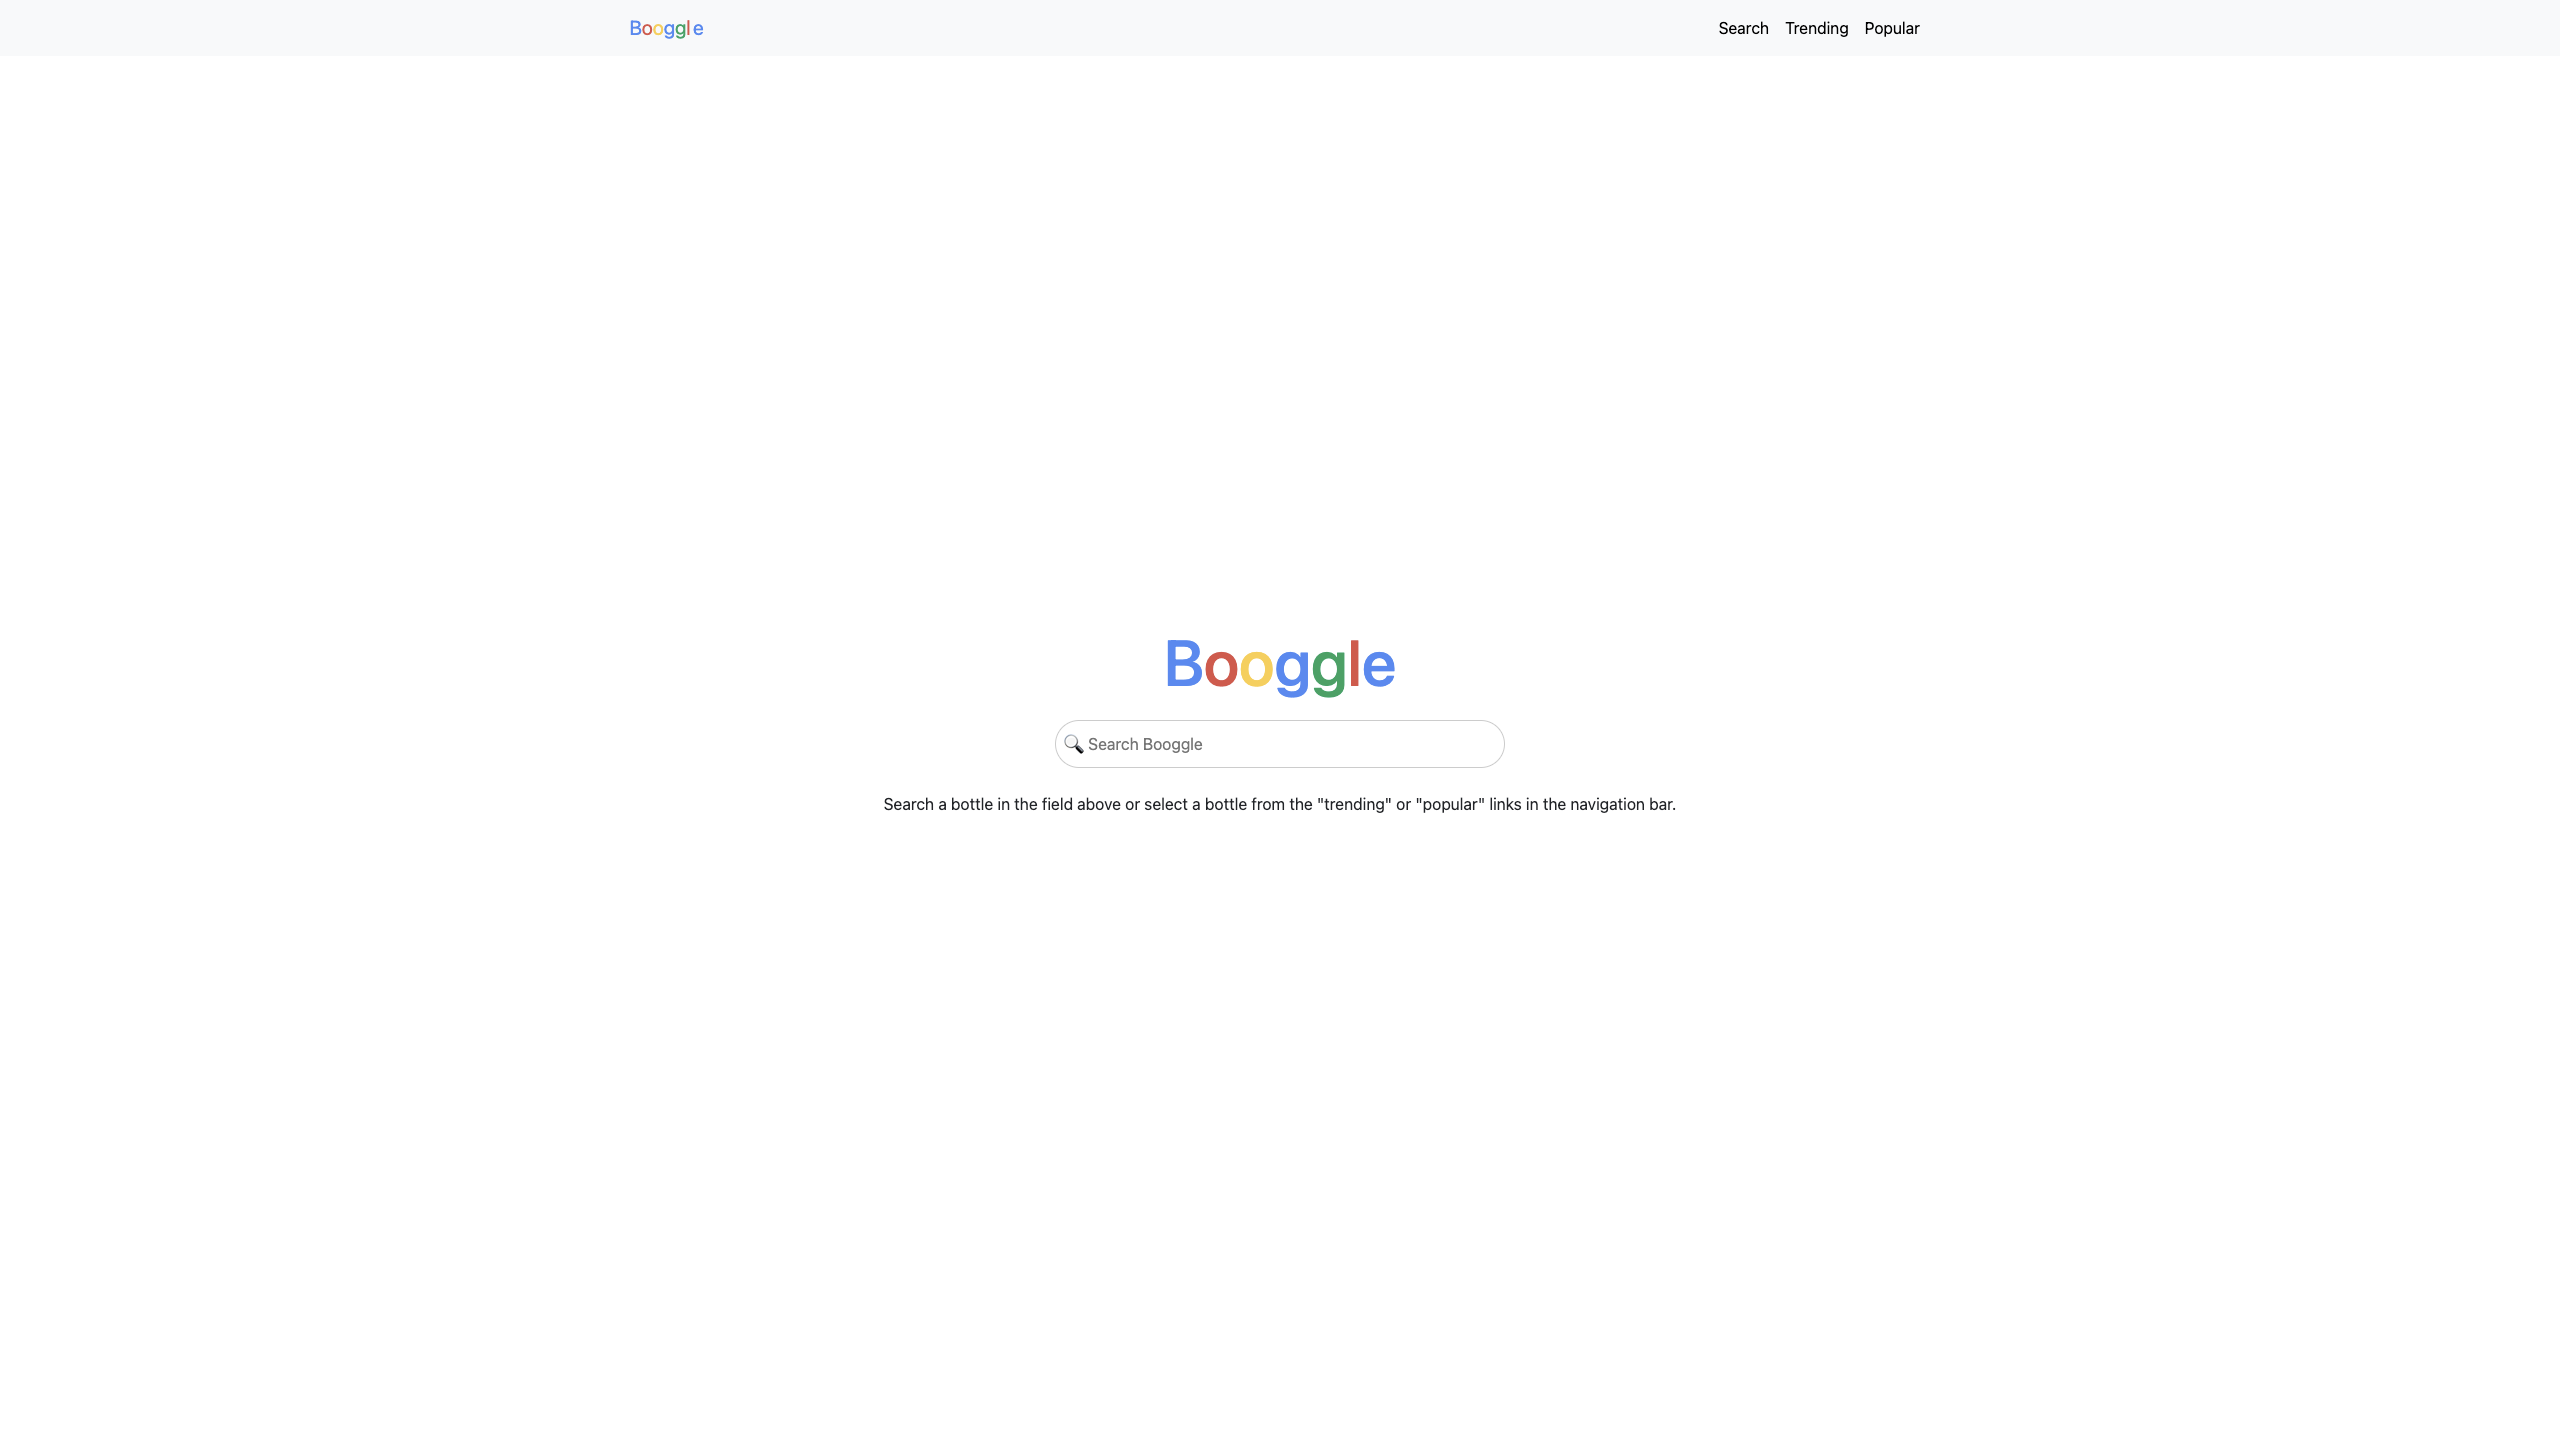 Booggle Search Trending Popular
Booggle
🔍 Search Booggle
Search a bottle in the field above or select a bottle from the "trending" or "popular" links in the navigation bar.